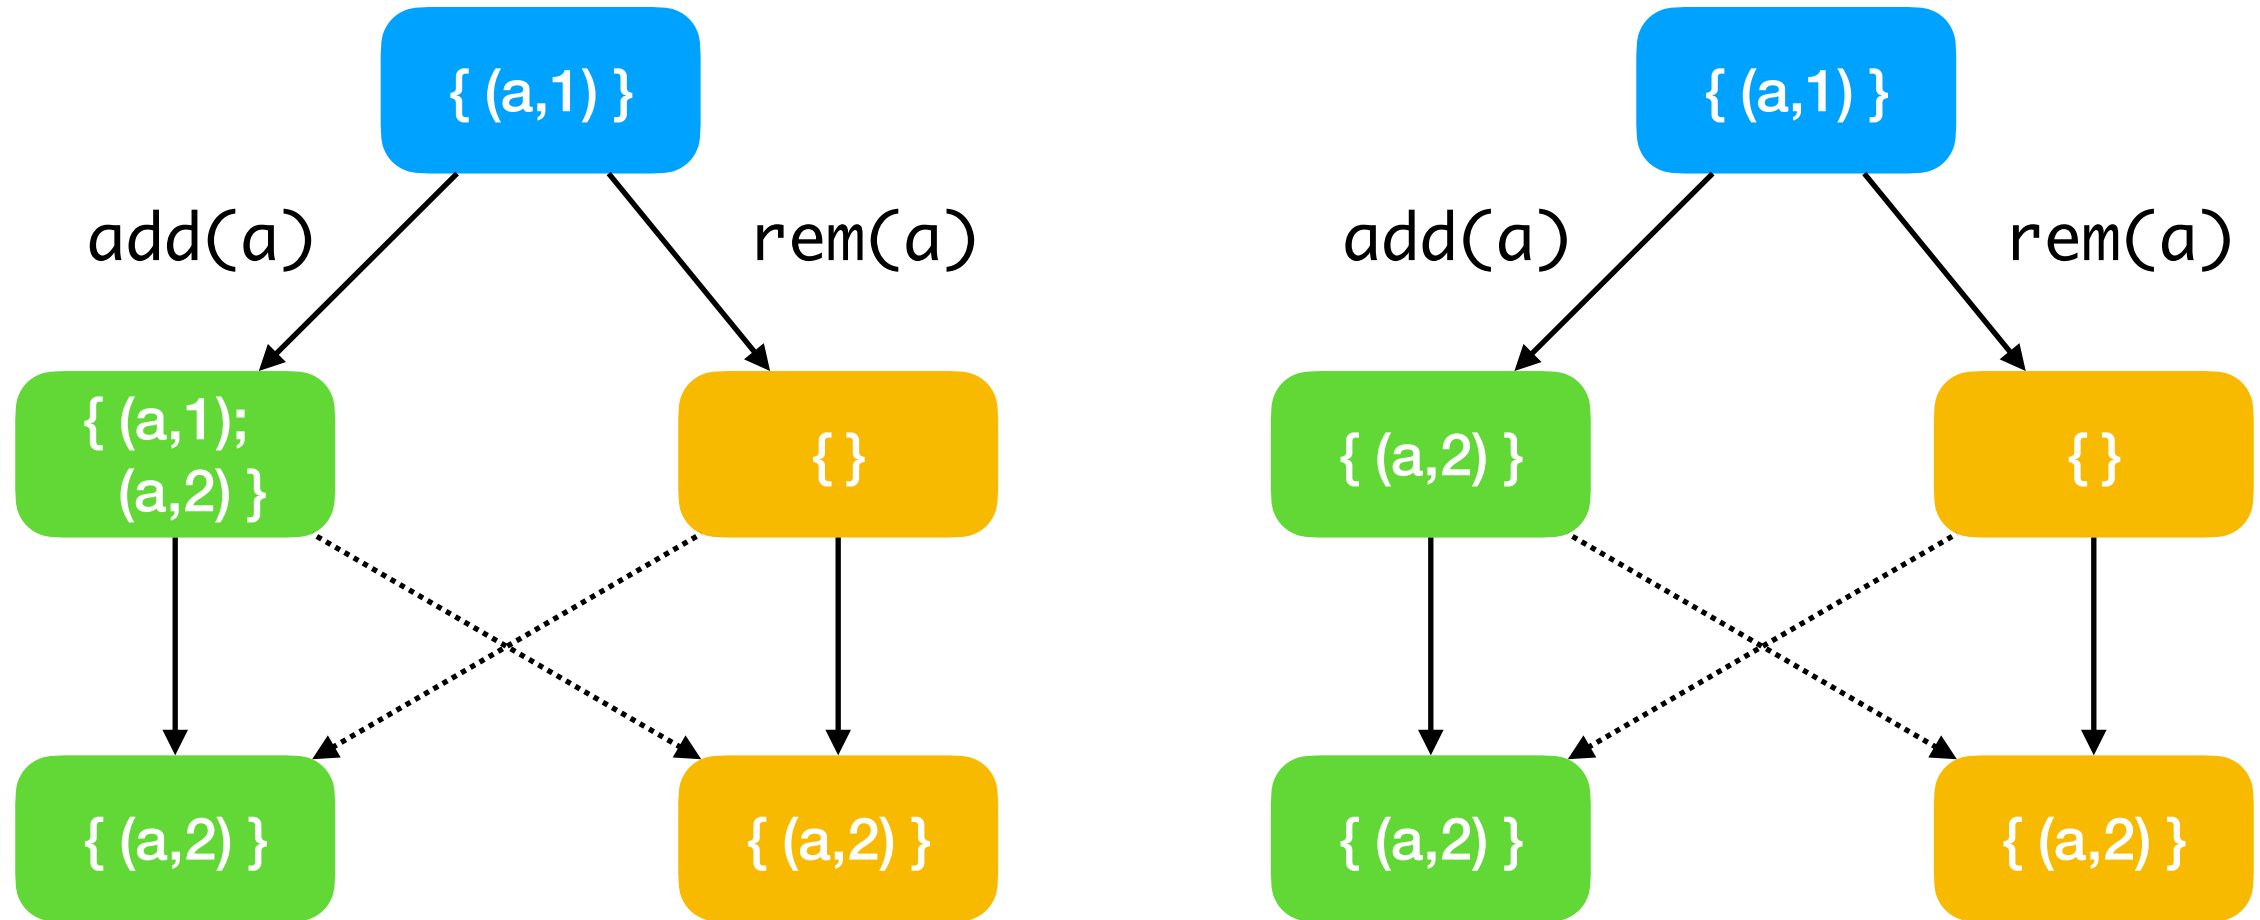 { (a,1) }
add(a)
rem(a)
{ (a,1);
(a,2) }
{ }
{ (a,2) }
{ (a,2) }
{ (a,1) }
add(a)
rem(a)
{ (a,2) }
{ }
{ (a,2) }
{ (a,2) }